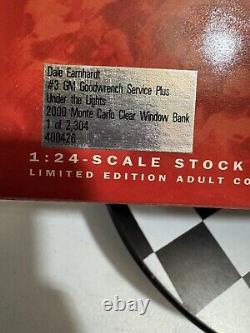 Dale Earnhardt
#3 GM Goodwrench Service Plus
Under the Lights
2000 Monte Carlo Clear Window Bank
1 of 2,304
400426
1:24-SCALE STOCK
LIMITED EDITION ADULT CO